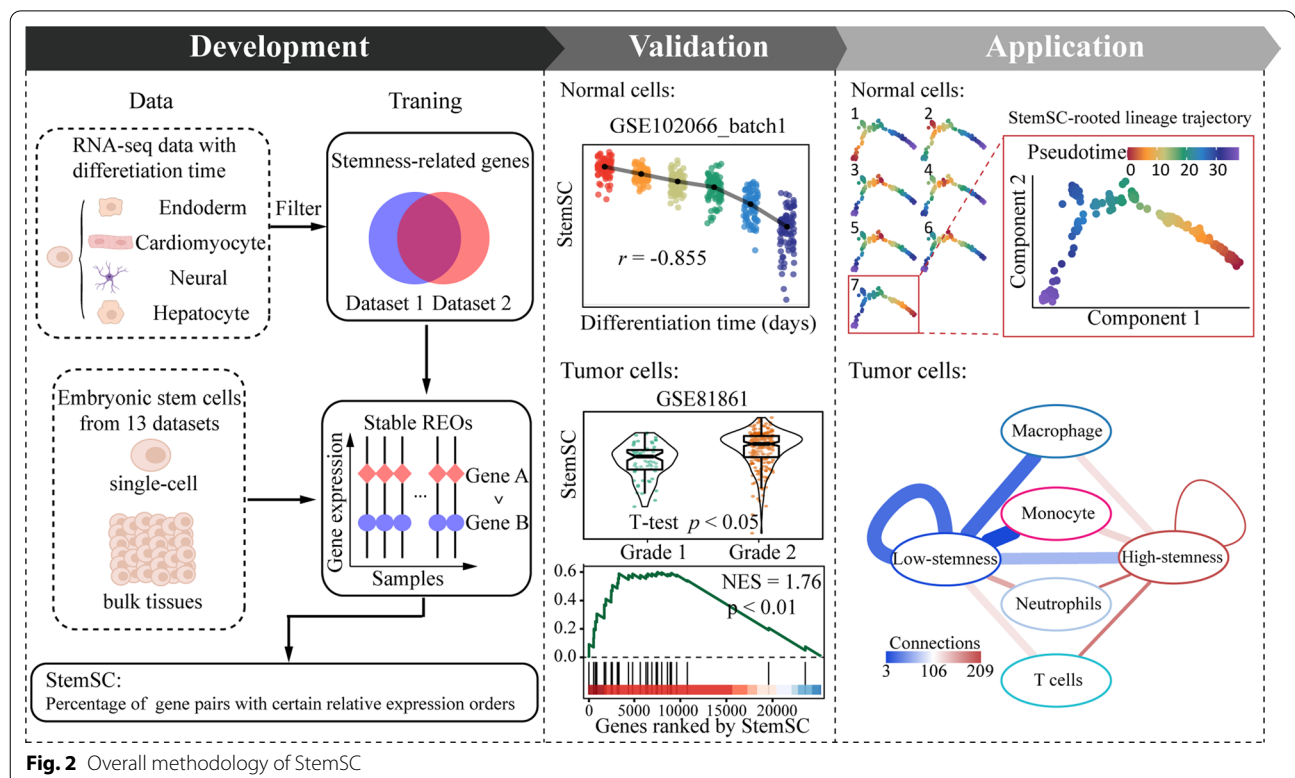 Development
Validation
Application
Data
Traning
RNA-seq data with
differetiation time
Endoderm
Cardiomyocyte
Neural
Hepatocyte
Filter
Stemness-related genes
Dataset 1 Dataset 2
Embryonic stem cells
from 13 datasets
single-cell
bulk tissues
Stable REOs
Gene expression
...
Gene A
v
Gene B
Samples
StemSC:
Percentage of gene pairs with certain relative expression orders
Normal cells:
GSE102066_batch1
StemSC
r = -0.855
Differentiation time (days)
Tumor cells:
GSE81861
StemSC
T-test p < 0.05
Grade 1 Grade 2
0.6
0.4
0.2
0.0
NES = 1.76
p < 0.01
0 5000 10000 15000 20000
Genes ranked by StemSC
Normal cells:
1 2
3 4
5 6
7
StemSC-rooted lineage trajectory
Pseudotime
0 10 20 30
Component 2
Component 1
Tumor cells:
Macrophage
Monocyte
Low-stemness
High-stemness
Neutrophils
T cells
Connections
3 106 209
Fig. 2 Overall methodology of StemSC